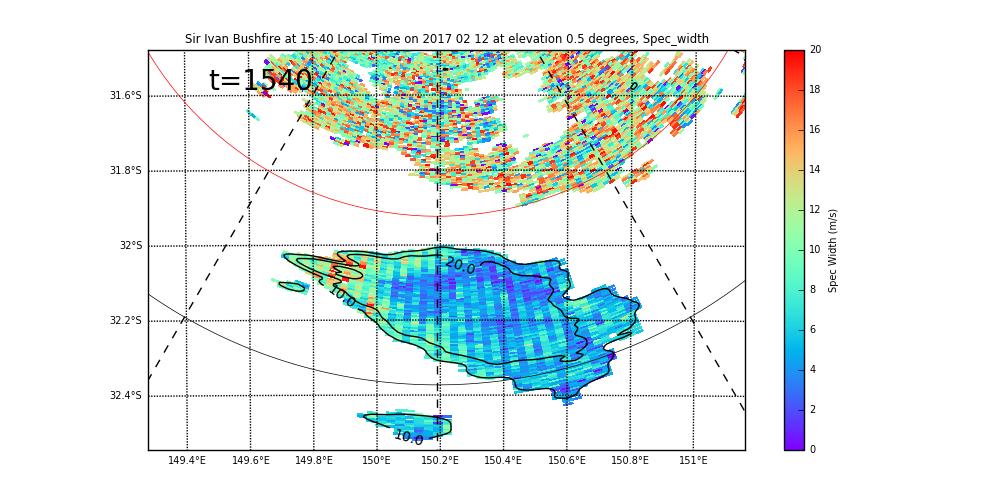 Sir Ivan Bushfire at 15:40 Local Time on 2017 02 12 at elevation 0.5 degrees, Spec_width
t=1540
31.6°S
31.8°S
32°S
32.2°S
32.4°S
20.0
10.0
10.0
0
149.4°E 149.6°E 149.8°E 150°E 150.2°E 150.4°E 150.6°E 150.8°E 151°E
20
18
16
14
12
10
8
6
4
2
0
Spec Width (m/s)